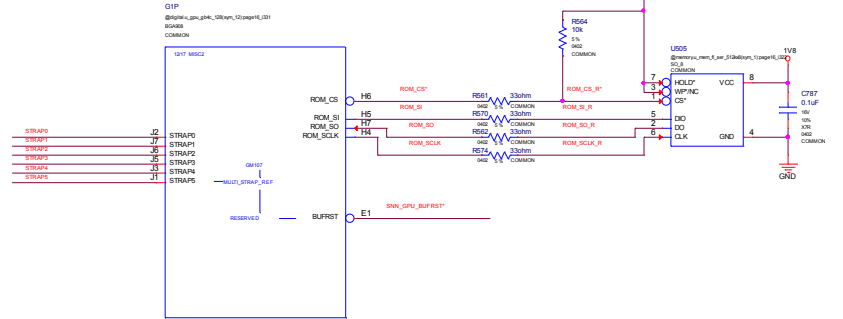 G1P
@digital.u_gpu_gb4c_128(sym_12):page16_I331
BGA908
COMMON
12/17 MISC2
ROM_CS
ROM_SI
ROM_SO
ROM_SCLK
H6
H5
H7
H4
STRAP0
STRAP1
STRAP2
STRAP3
STRAP4
STRAP5
J2
J7
J6
J5
J3
J1
STRAP0
STRAP1
STRAP2
STRAP3
STRAP4
STRAP5
GM107
MULTI_STRAP_REF
RESERVED
BUFRST
E1
SNN_GPU_BUFRST*
ROM_CS*
ROM_SI
ROM_SO
ROM_SCLK
R561 33ohm
0402 5% COMMON
R570 33ohm
0402 5% COMMON
R562 33ohm
0402 5% COMMON
R574 33ohm
0402 5% COMMON
ROM_CS_R*
ROM_SI_R
ROM_SO_R
ROM_SCLK_R
R564
10k
5%
0402
COMMON
U505
SO_8
COMMON
7 HOLD*
3 WP/NC
1 CS*
5 DIO
2 DO
6 CLK
VCC 8
GND 4
1V8
C787
0.1uF
16V
10%
X7R
0402
COMMON
GND